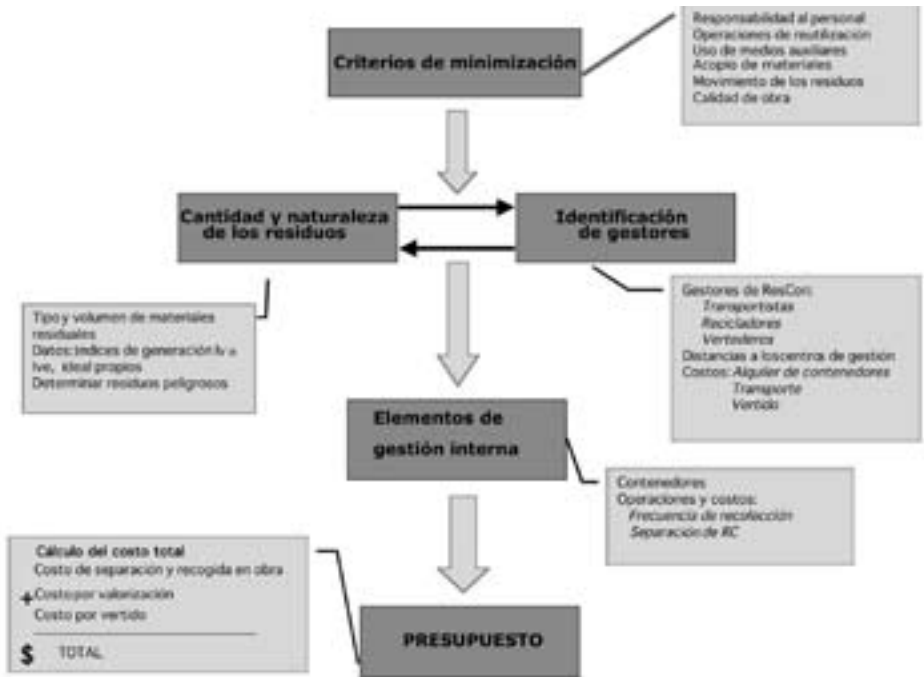 Responsabilidad al personal
Operaciones de reutilización
Uso de medios auxiliares
Acopio de materiales
Movimiento de los residuos
Calidad de obra
Criterios de minimización
Cantidad y naturaleza
de los residuos
Identificación
de gestores
Tipo y volumen de materiales
residuales
Datos: índices de generación Iv o
Ive, ideal propios
Determinar residuos peligrosos
Gestores de ResCon:
Transportistas
Recicladores
Vertederos
Distancias a los centros de gestión
Costos: Alquiler de contenedores
Transporte
Vertido
Elementos de
gestión interna
Contenedores
Operaciones y costos:
Frecuencia de recolección
Separación de RC
Cálculo del costo total
Costo de separación y recogida en obra
+ Costo por valorización
Costo por vertido
$ TOTAL
PRESUPUESTO